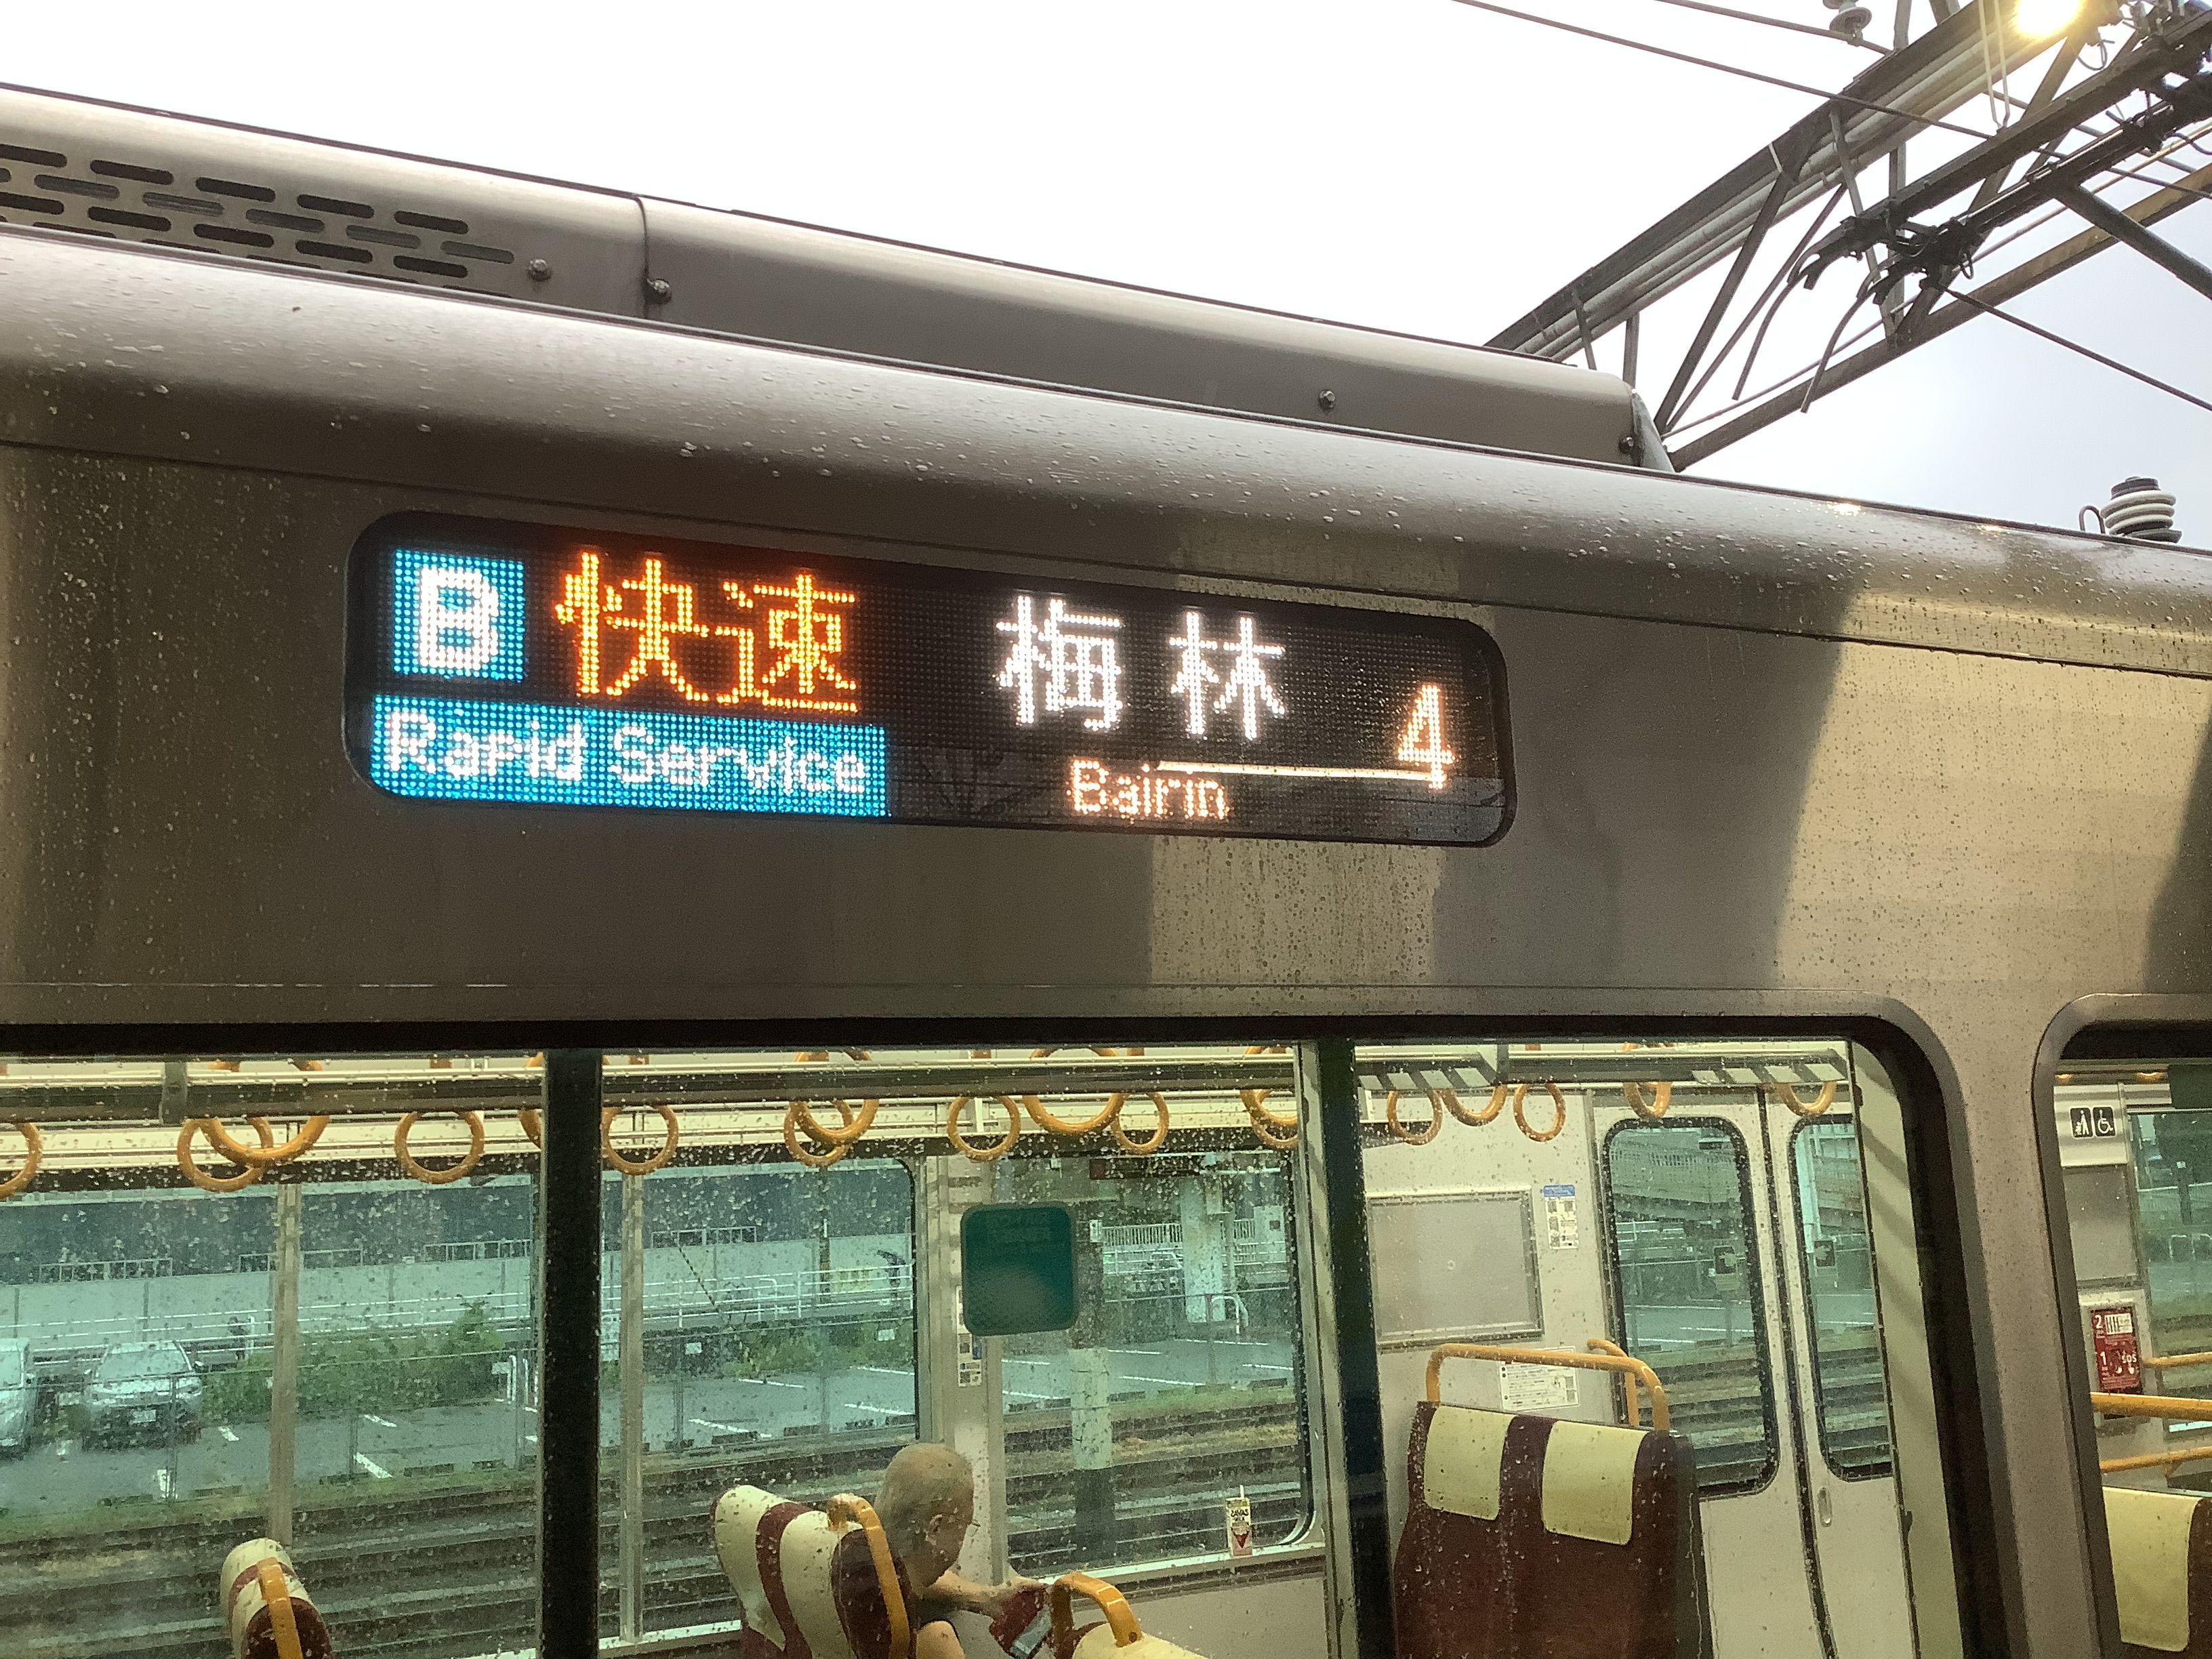 B 快速 梅林 4
Rapid Service Bairin